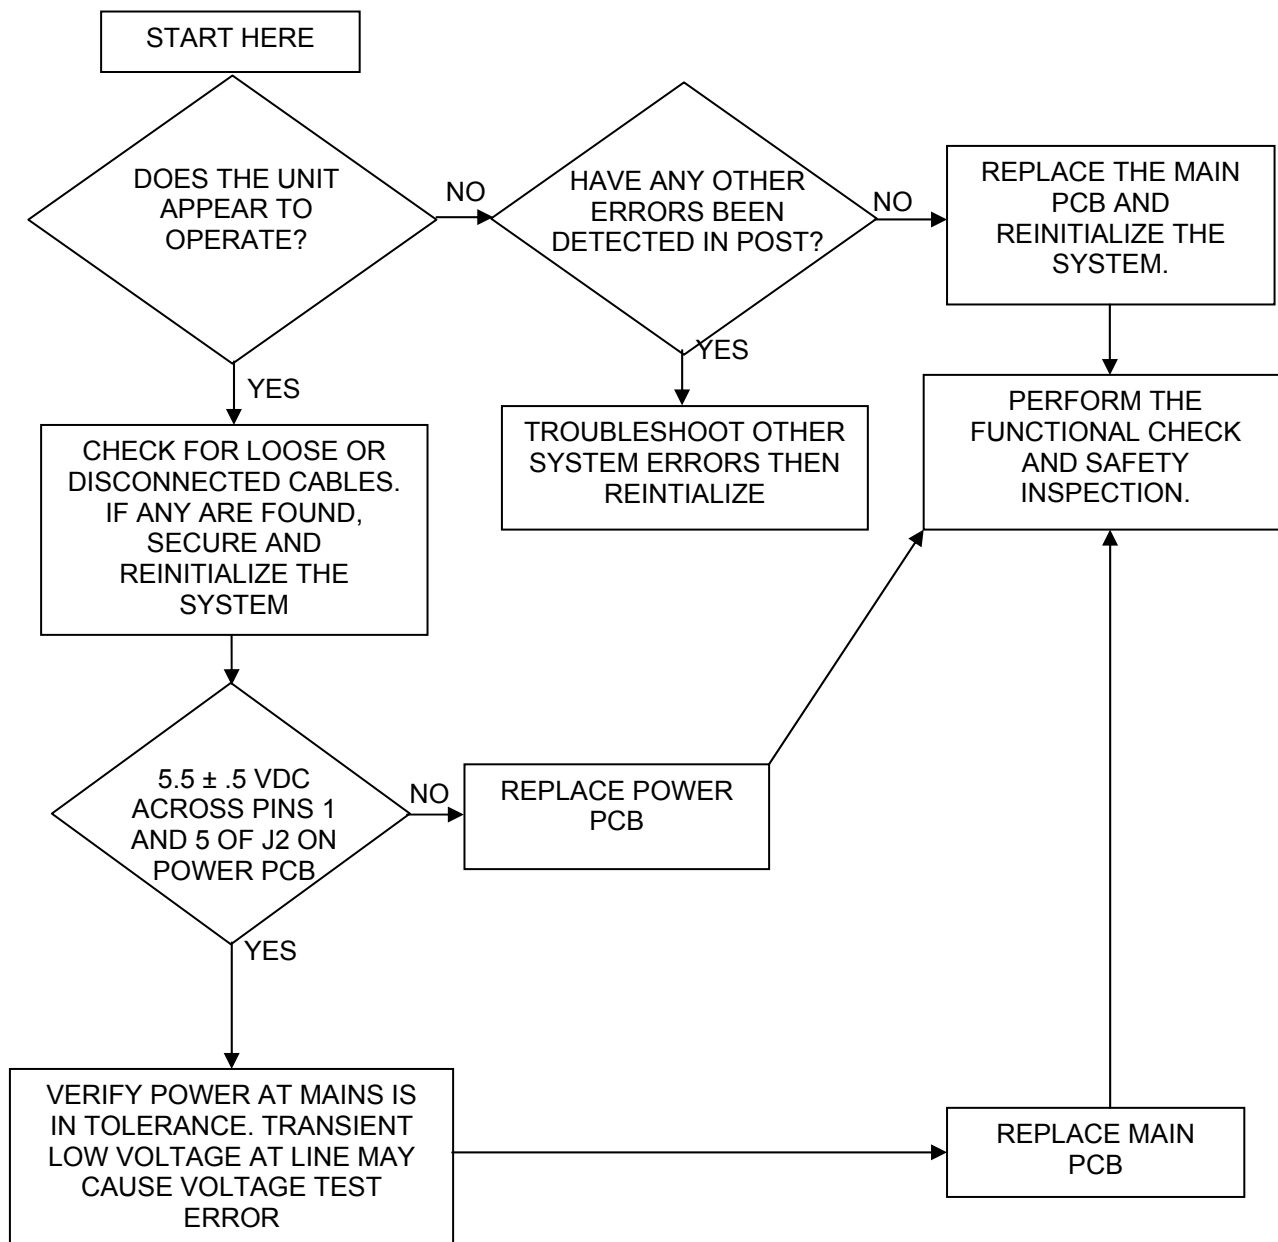 START HERE
DOES THE UNIT
APPEAR TO
OPERATE?
NO
HAVE ANY OTHER
ERRORS BEEN
DETECTED IN POST?
NO
REPLACE THE MAIN
PCB AND
REINITIALIZE THE
SYSTEM.
YES
YES
CHECK FOR LOOSE OR
DISCONNECTED CABLES.
IF ANY ARE FOUND,
SECURE AND
REINITIALIZE THE
SYSTEM
TROUBLESHOOT OTHER
SYSTEM ERRORS THEN
REINTIALIZE
PERFORM THE
FUNCTIONAL CHECK
AND SAFETY
INSPECTION.
5.5 ± .5 VDC
ACROSS PINS 1
AND 5 OF J2 ON
POWER PCB
NO
REPLACE POWER
PCB
YES
VERIFY POWER AT MAINS IS
IN TOLERANCE. TRANSIENT
LOW VOLTAGE AT LINE MAY
CAUSE VOLTAGE TEST
ERROR
REPLACE MAIN
PCB